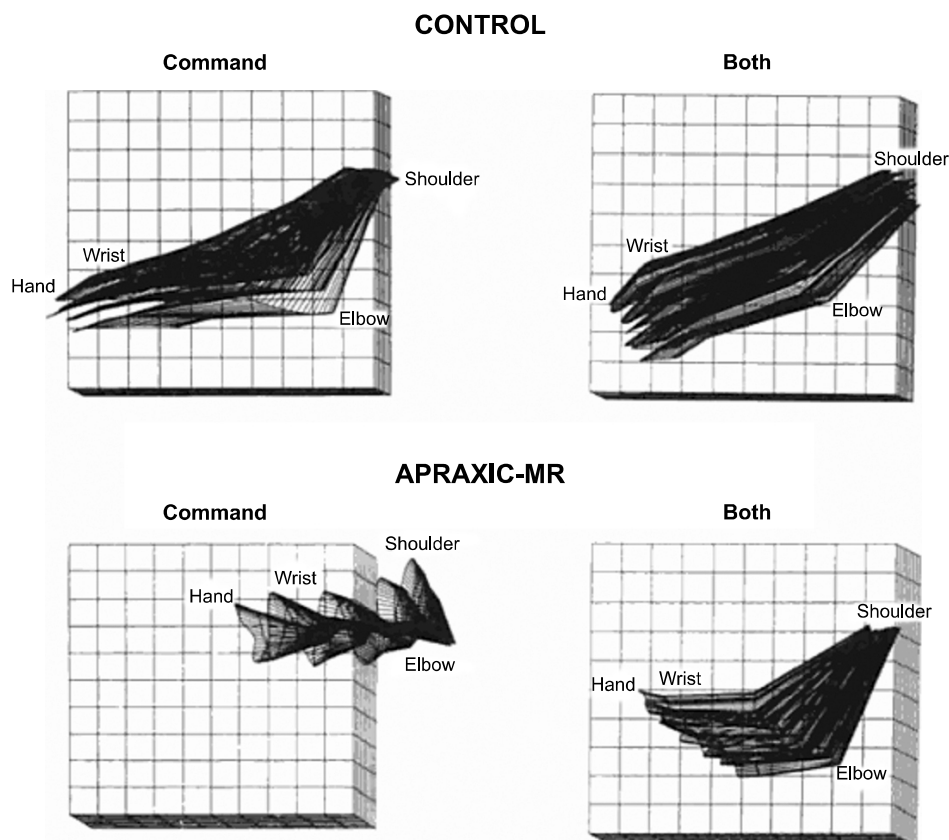 CONTROL
Command
Both
Shoulder
Wrist
Hand
Elbow
Shoulder
Wrist
Hand
Elbow
APRAXIC-MR
Command
Both
Shoulder
Wrist
Hand
Elbow
Shoulder
Wrist
Hand
Elbow